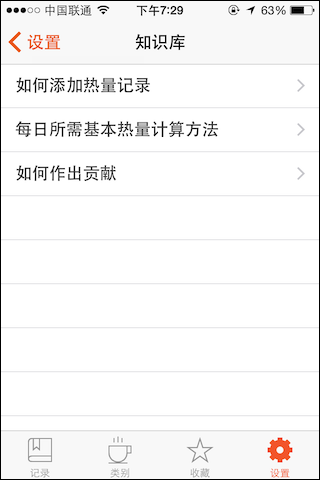 中国联通 下午7:29 63%
设置 知识库
如何添加热量记录
每日所需基本热量计算方法
如何作出贡献
记录 类别 收藏 设置